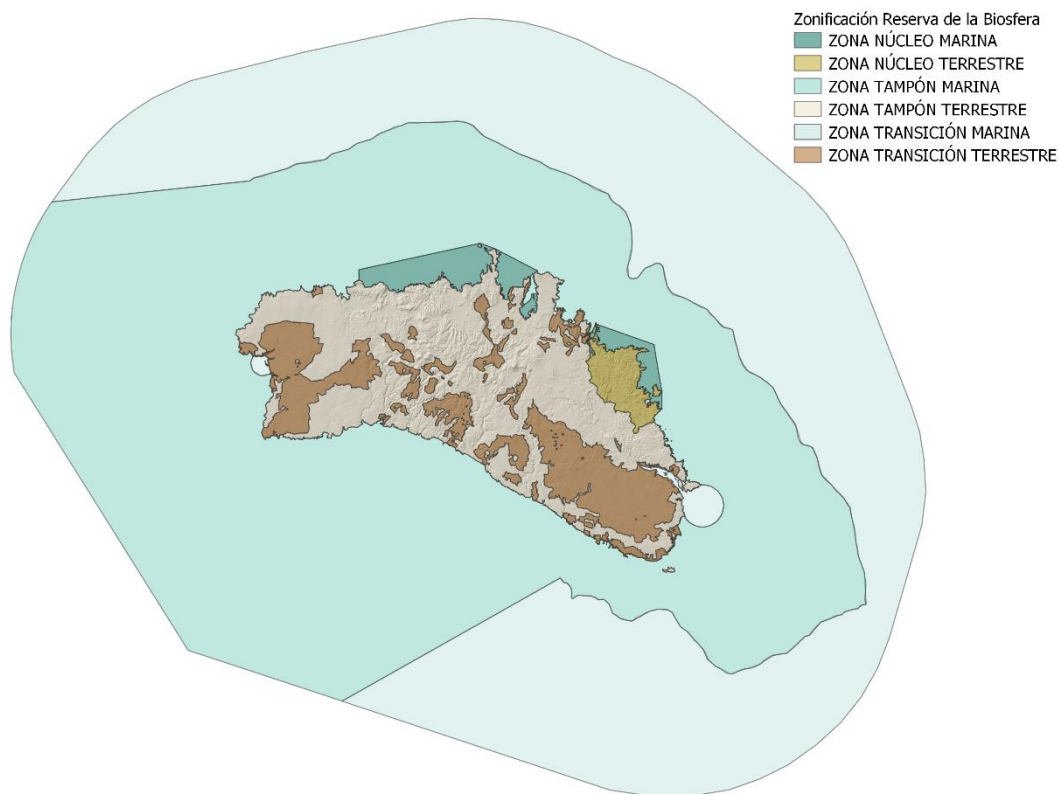 Zonificación Reserva de la Biosfera
ZONA NÚCLEO MARINA
ZONA NÚCLEO TERRESTRE
ZONA TAMPÓN MARINA
ZONA TAMPÓN TERRESTRE
ZONA TRANSICIÓN MARINA
ZONA TRANSICIÓN TERRESTRE